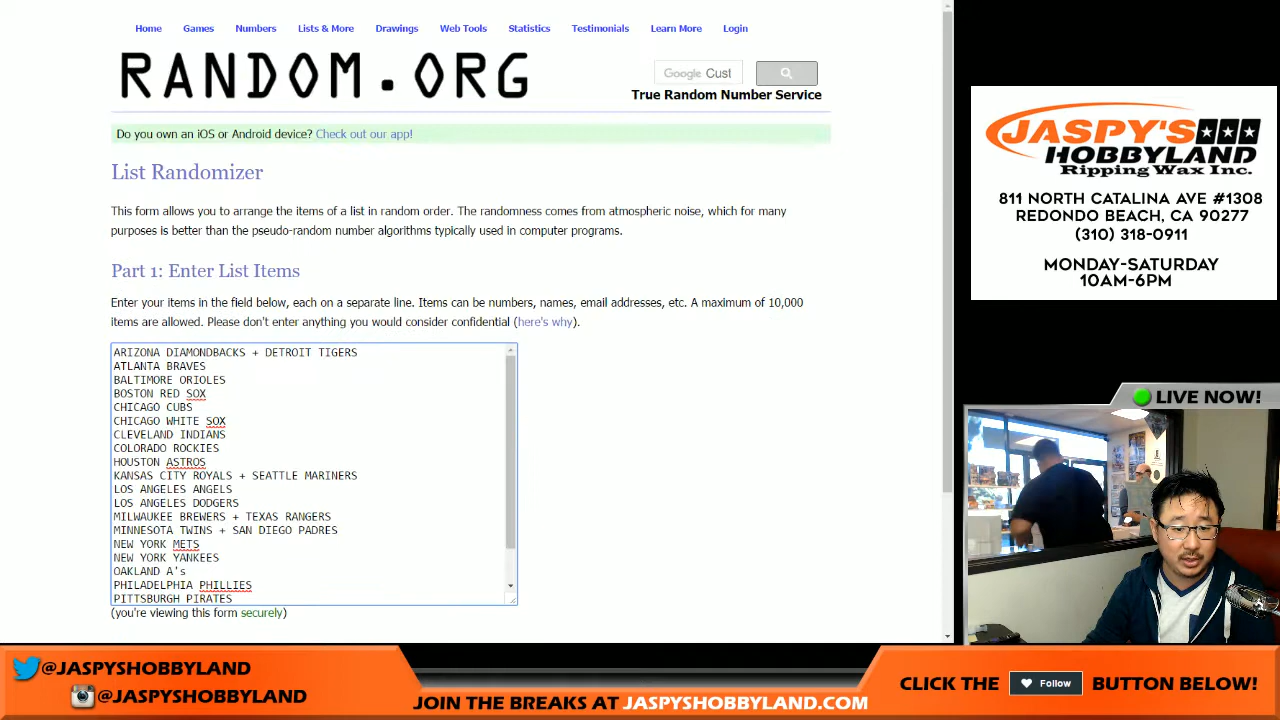 Home Games Numbers Lists & More Drawings Web Tools Statistics Testimonials Learn More Login
RANDOM.ORG
Google Cust
True Random Number Service
Do you own an iOS or Android device? Check out our app!
List Randomizer
This form allows you to arrange the items of a list in random order. The randomness comes from atmospheric noise, which for many
purposes is better than the pseudo-random number algorithms typically used in computer programs.
Part 1: Enter List Items
Enter your items in the field below, each on a separate line. Items can be numbers, names, email addresses, etc. A maximum of 10,000
items are allowed. Please don't enter anything you would consider confidential (here's why).
ARIZONA DIAMONDBACKS + DETROIT TIGERS
ATLANTA BRAVES
BALTIMORE ORIOLES
BOSTON RED SOX
CHICAGO CUBS
CHICAGO WHITE SOX
CLEVELAND INDIANS
COLORADO ROCKIES
HOUSTON ASTROS
KANSAS CITY ROYALS + SEATTLE MARINERS
LOS ANGELES ANGELS
LOS ANGELES DODGERS
MILWAUKEE BREWERS + TEXAS RANGERS
MINNESOTA TWINS + SAN DIEGO PADRES
NEW YORK METS
NEW YORK YANKEES
OAKLAND A's
PHILADELPHIA PHILLIES
PITTSBURGH PIRATES
(you're viewing this form securely)
JASPY'S
HOBBYLAND
Ripping Wax Inc.
811 NORTH CATALINA AVE #1308
REDONDO BEACH, CA 90277
(310) 318-0911
MONDAY-SATURDAY
10AM-6PM
LIVE NOW!
@JASPYSHOBBYLAND
@JASPYSHOBBYLAND
JOIN THE BREAKS AT JASPYSHOBBYLAND.COM
CLICK THE Follow BUTTON BELOW!